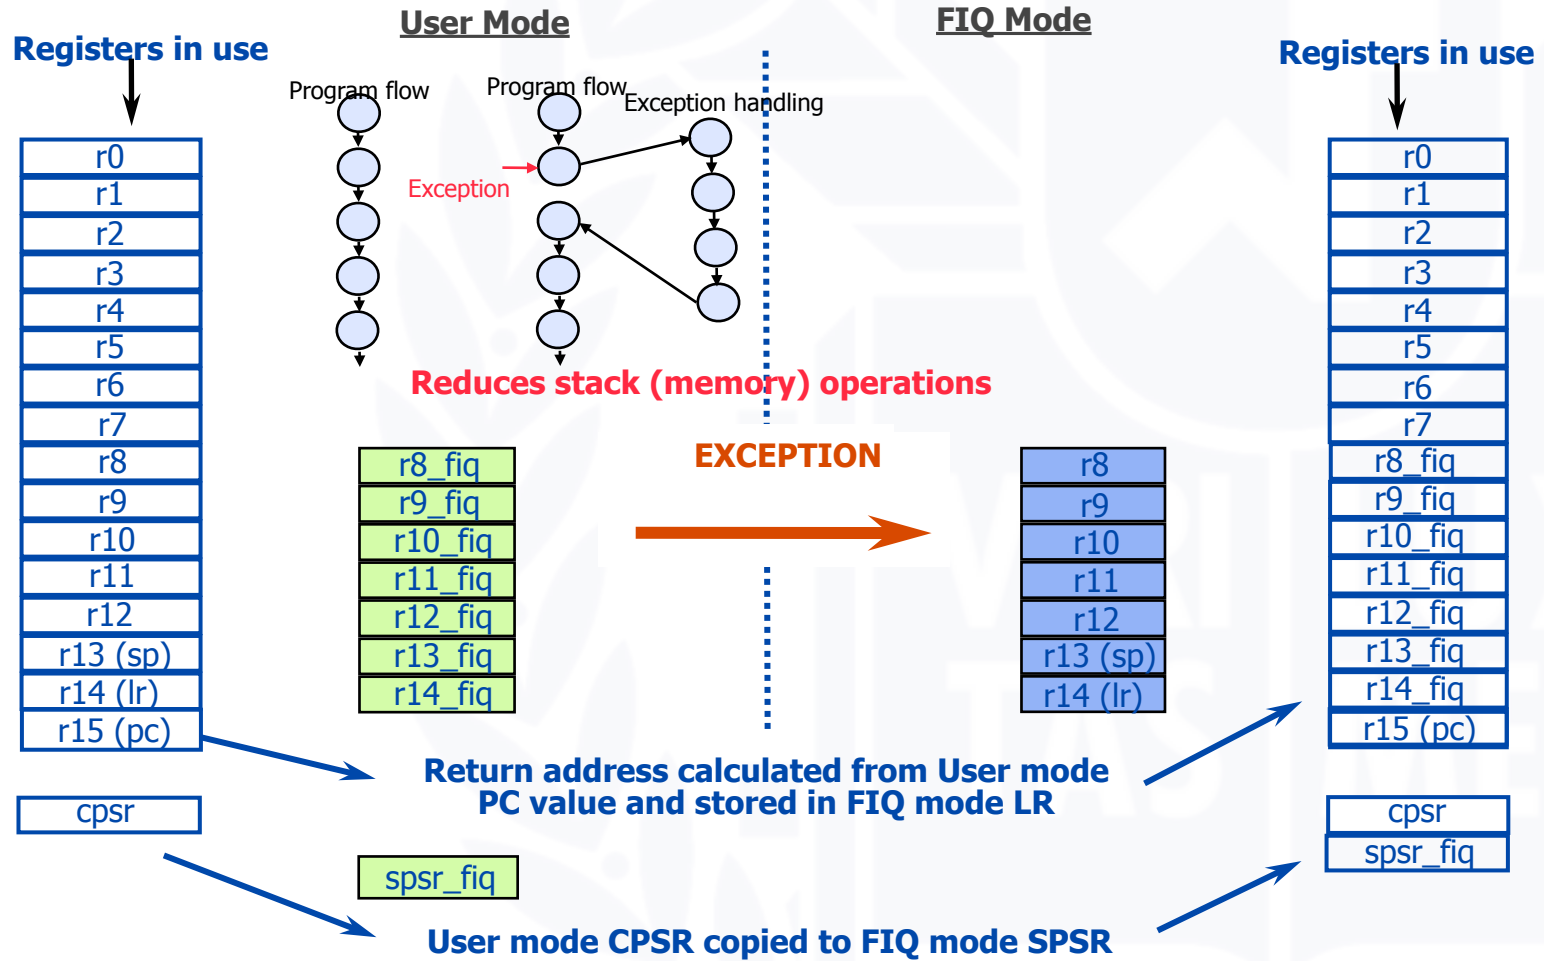 User Mode
FIQ Mode
Registers in use
Registers in use
Program flow
Program flow
Exception handling
Exception
r0
r1
r2
r3
r4
r5
r6
r7
r8
r9
r10
r11
r12
r13 (sp)
r14 (lr)
r15 (pc)
cpsr
Reduces stack (memory) operations
EXCEPTION
r8_fiq
r9_fiq
r10_fiq
r11_fiq
r12_fiq
r13_fiq
r14_fiq
spsr_fiq
r8
r9
r10
r11
r12
r13 (sp)
r14 (lr)
Return address calculated from User mode
PC value and stored in FIQ mode LR
User mode CPSR copied to FIQ mode SPSR
r0
r1
r2
r3
r4
r5
r6
r7
r8_fiq
r9_fiq
r10_fiq
r11_fiq
r12_fiq
r13_fiq
r14_fiq
r15 (pc)
cpsr
spsr_fiq